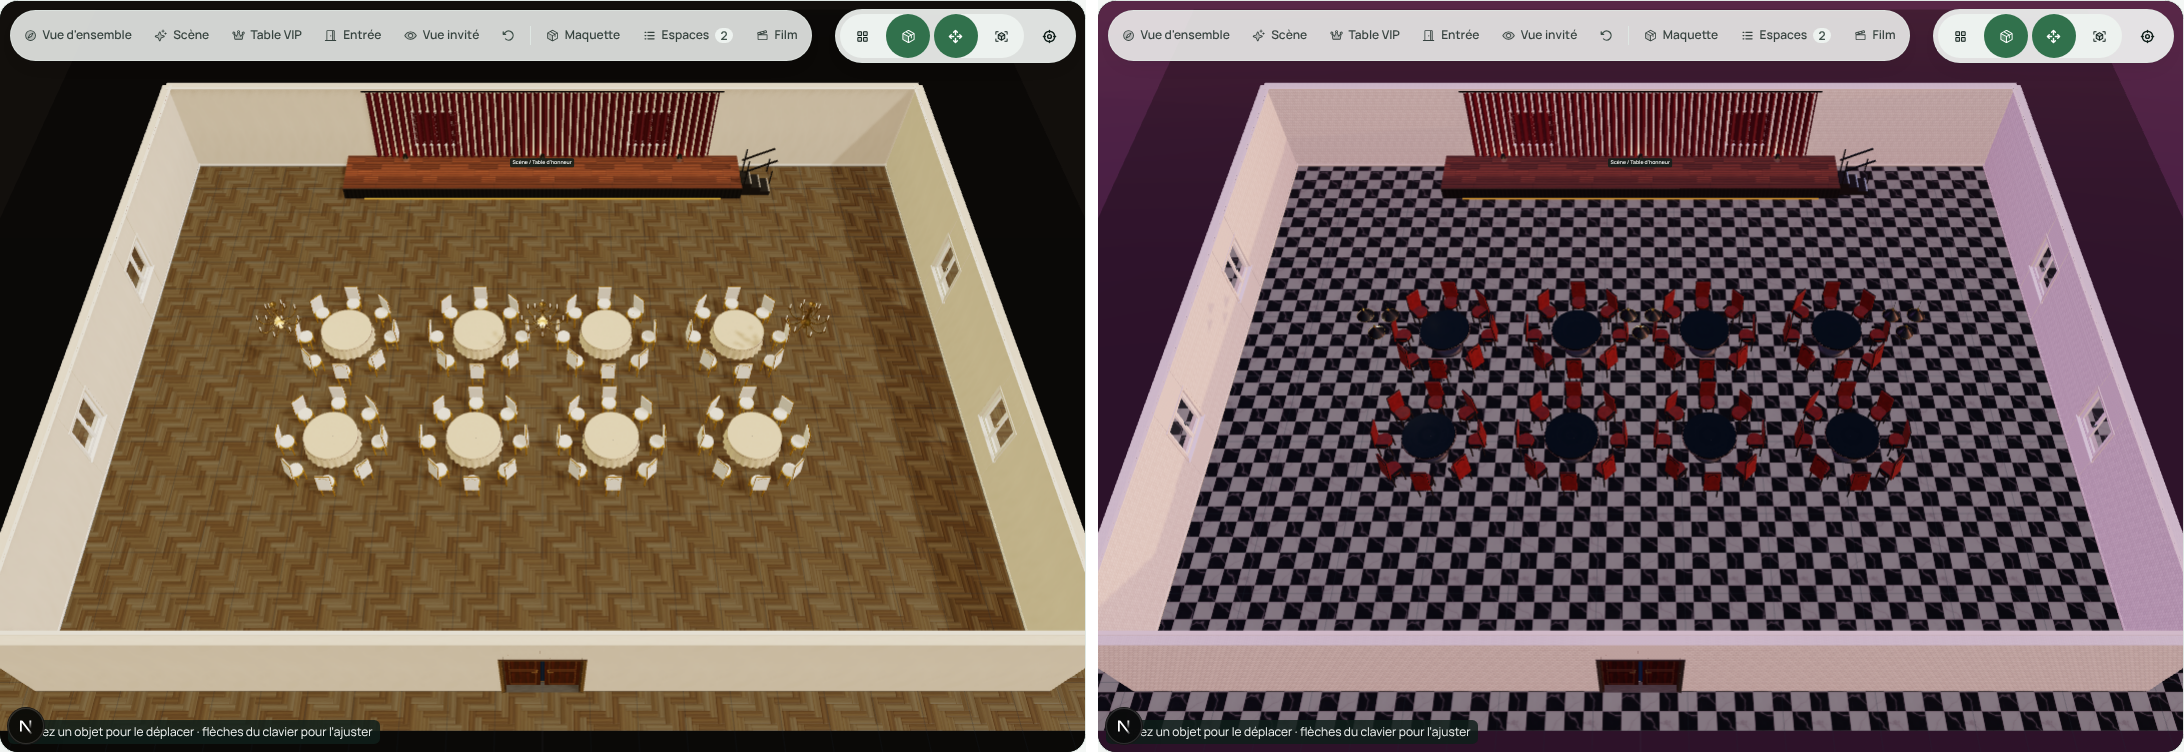 Vue d'ensemble Scène Table VIP Entrée Vue invité Maquette Espaces 2 Film
Scène / Table d'honneur
N
ez un objet pour le déplacer · flèches du clavier pour l'ajuster
Vue d'ensemble Scène Table VIP Entrée Vue invité Maquette Espaces 2 Film
Scène / Table d'honneur
N
ez un objet pour le déplacer · flèches du clavier pour l'ajuster